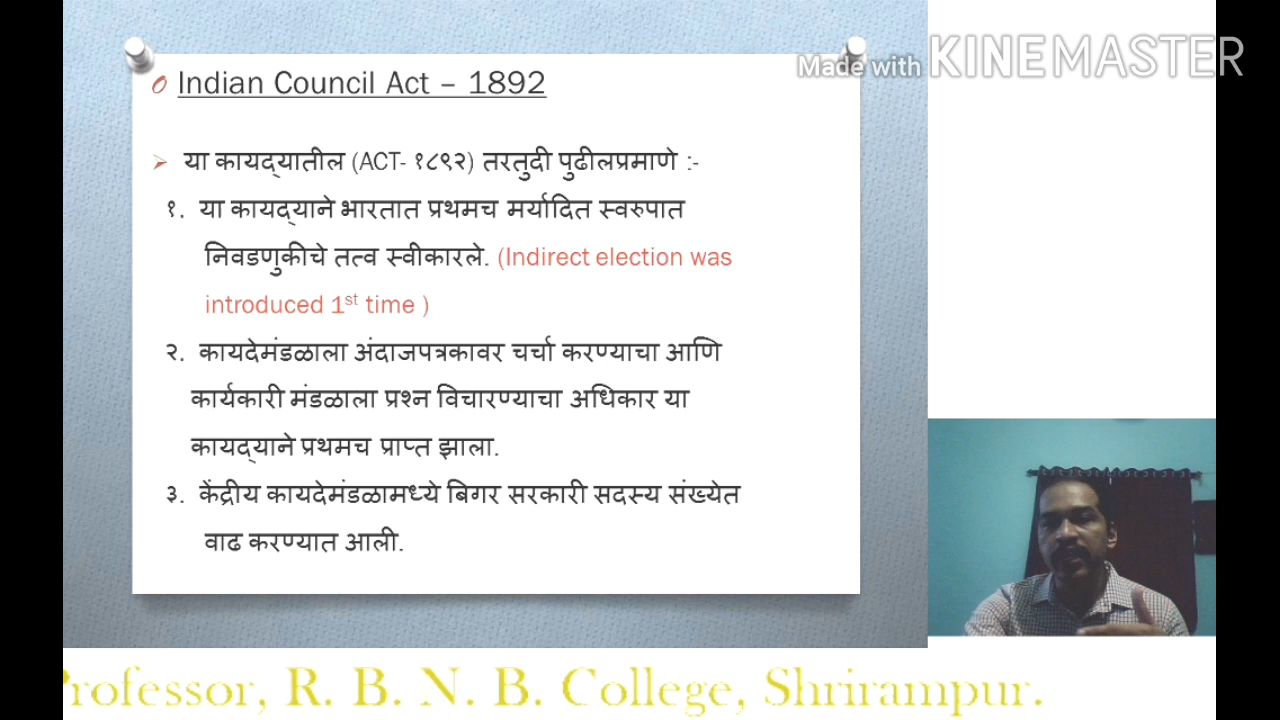 Made with KINEMASTER
Indian Council Act – 1892
या कायद्यातील (ACT- १८९२) तरतुदी पुढीलप्रमाणे :-
१. या कायद्याने भारतात प्रथमच मर्यादित स्वरुपात
निवडणुकीचे तत्व स्वीकारले. (Indirect election was
introduced 1st time )
२. कायदेमंडळाला अंदाजपत्रकावर चर्चा करण्याचा आणि
कार्यकारी मंडळाला प्रश्न विचारण्याचा अधिकार या
कायद्याने प्रथमच प्राप्त झाला.
३. केंद्रीय कायदेमंडळामध्ये बिगर सरकारी सदस्य संख्येत
वाढ करण्यात आली.
rofessor, R. B. N. B. College, Shrirampur.